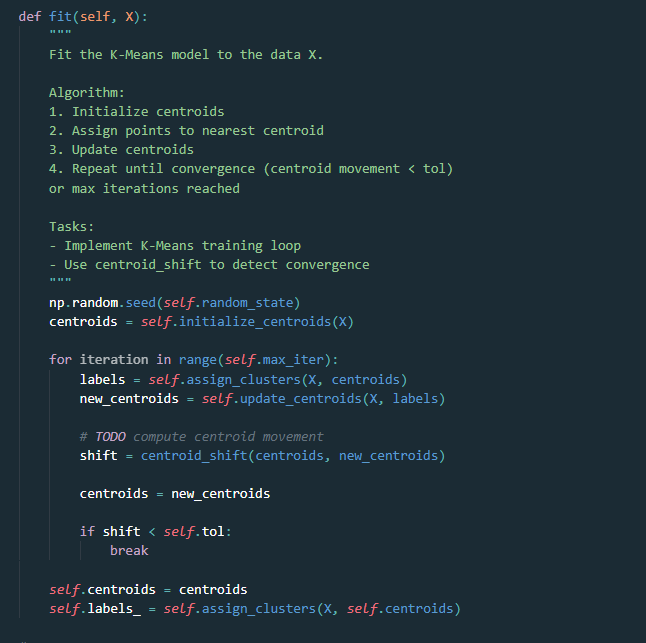 def fit(self, X):
"""
Fit the K-Means model to the data X.
Algorithm:
1. Initialize centroids
2. Assign points to nearest centroid
3. Update centroids
4. Repeat until convergence (centroid movement < tol)
or max iterations reached
Tasks:
- Implement K-Means training loop
- Use centroid_shift to detect convergence
"""
np.random.seed(self.random_state)
centroids = self.initialize_centroids(X)
for iteration in range(self.max_iter):
labels = self.assign_clusters(X, centroids)
new_centroids = self.update_centroids(X, labels)
# TODO compute centroid movement
shift = centroid_shift(centroids, new_centroids)
centroids = new_centroids
if shift < self.tol:
break
self.centroids = centroids
self.labels_ = self.assign_clusters(X, self.centroids)